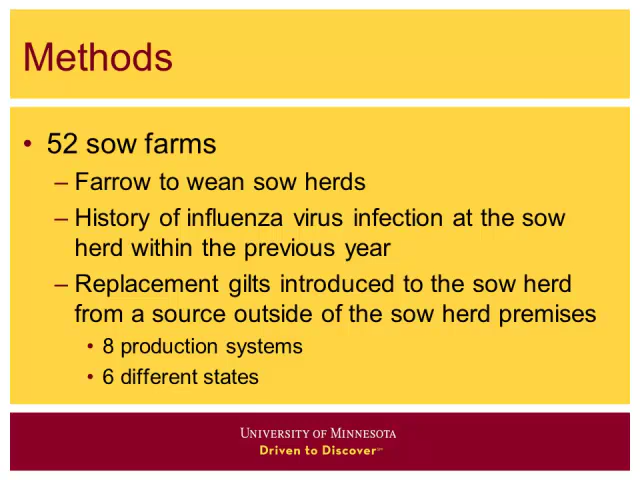 Methods
• 52 sow farms
– Farrow to wean sow herds
– History of influenza virus infection at the sow
herd within the previous year
– Replacement gilts introduced to the sow herd
from a source outside of the sow herd premises
• 8 production systems
• 6 different states
UNIVERSITY OF MINNESOTA
Driven to Discover